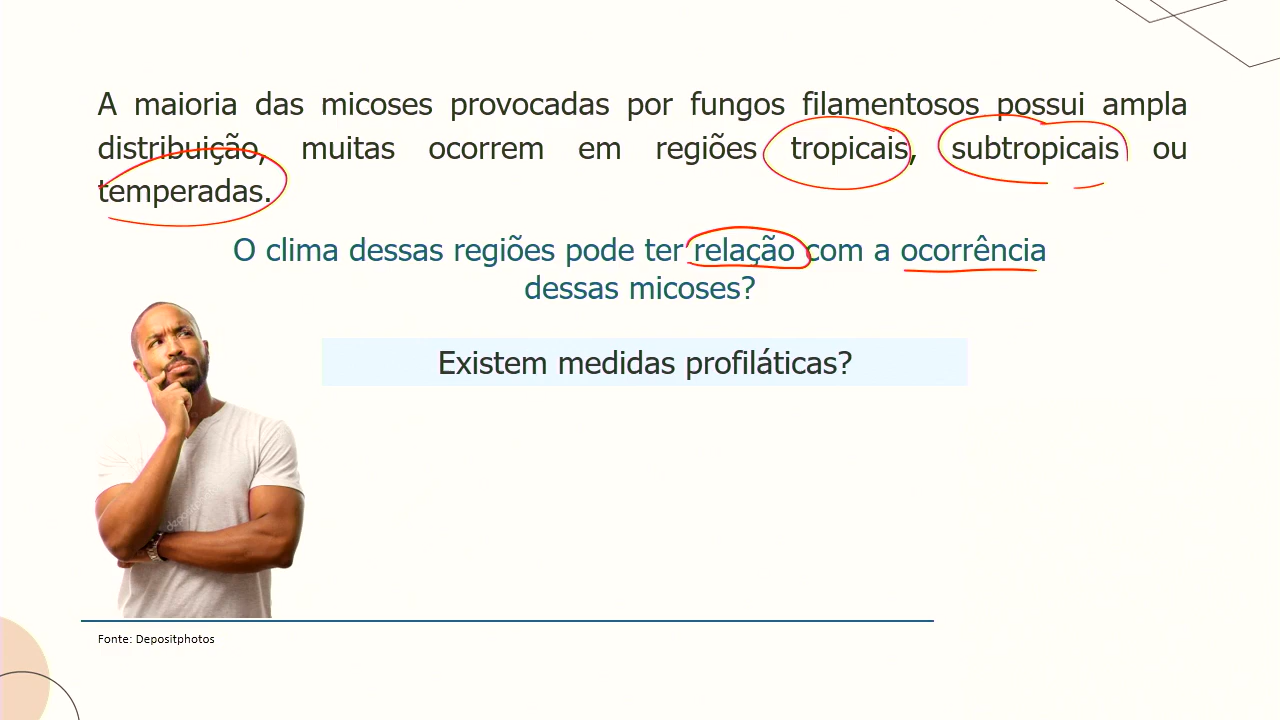 A maioria das micoses provocadas por fungos filamentosos possui ampla
distribuição, muitas ocorrem em regiões tropicais, subtropicais ou
temperadas.
O clima dessas regiões pode ter relação com a ocorrência
dessas micoses?
Existem medidas profiláticas?
Fonte: Depositphotos